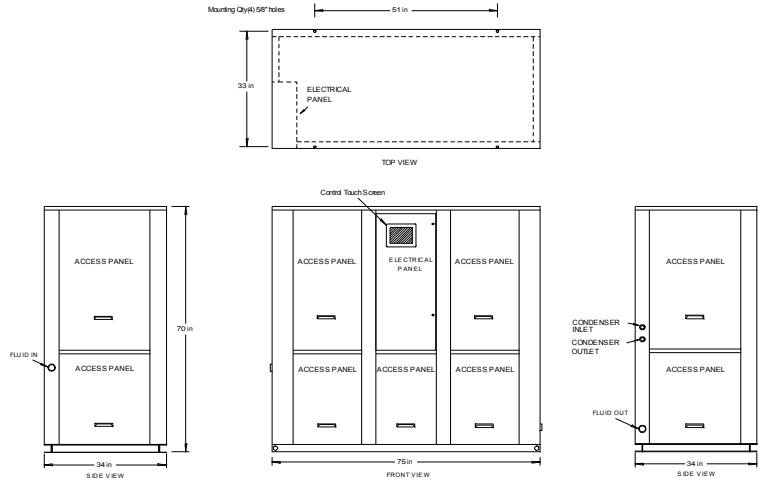 Mounting Qty(4) 5/8" holes
51 in
33 in
ELECTRICAL
PANEL
TOP VIEW
Control Touch Screen
ACCESS PANEL
70 in
FLUID IN
ACCESS PANEL
34 in
SIDE VIEW
ACCESS PANEL
ELECTRICAL
PANEL
ACCESS PANEL
ACCESS PANEL
ACCESS PANEL
ACCESS PANEL
75 in
FRONT VIEW
ACCESS PANEL
CONDENSER
INLET
CONDENSER
OUTLET
ACCESS PANEL
FLUID OUT
34 in
SIDE VIEW